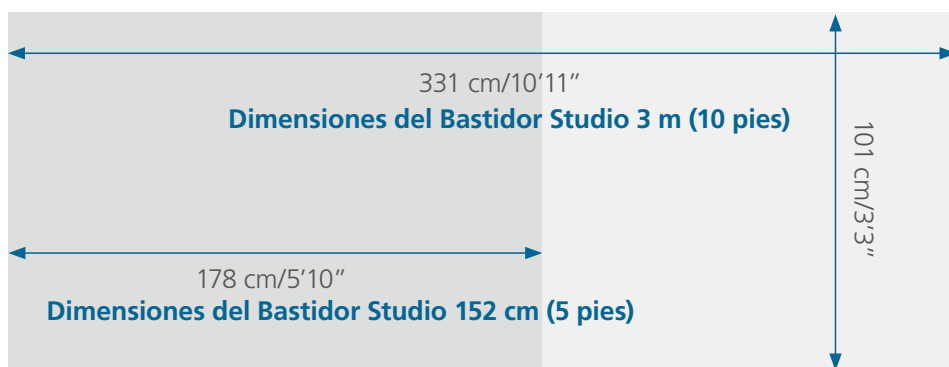 331 cm/10’11”
Dimensiones del Bastidor Studio 3 m (10 pies)
101 cm/3’3”
178 cm/5’10”
Dimensiones del Bastidor Studio 152 cm (5 pies)